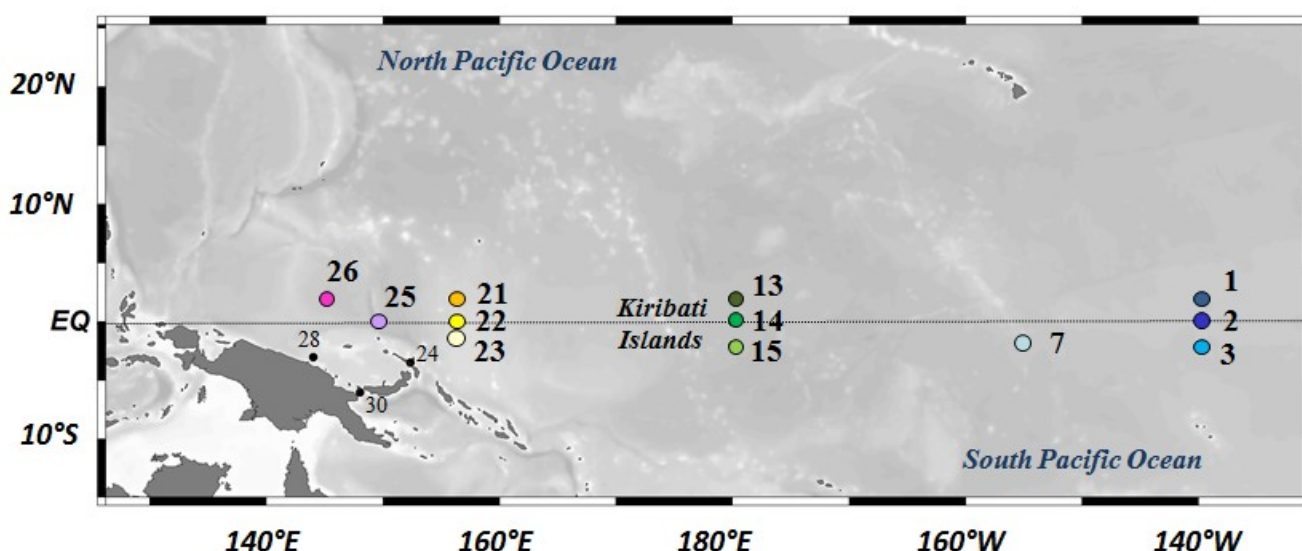 North Pacific Ocean
20°N
10°N
26
25
21
13
1
Kiribati
EQ
22
14
2
Islands
28
24
23
15
7
3
30
10°S
South Pacific Ocean
140°E
160°E
180°E
160°W
140°W